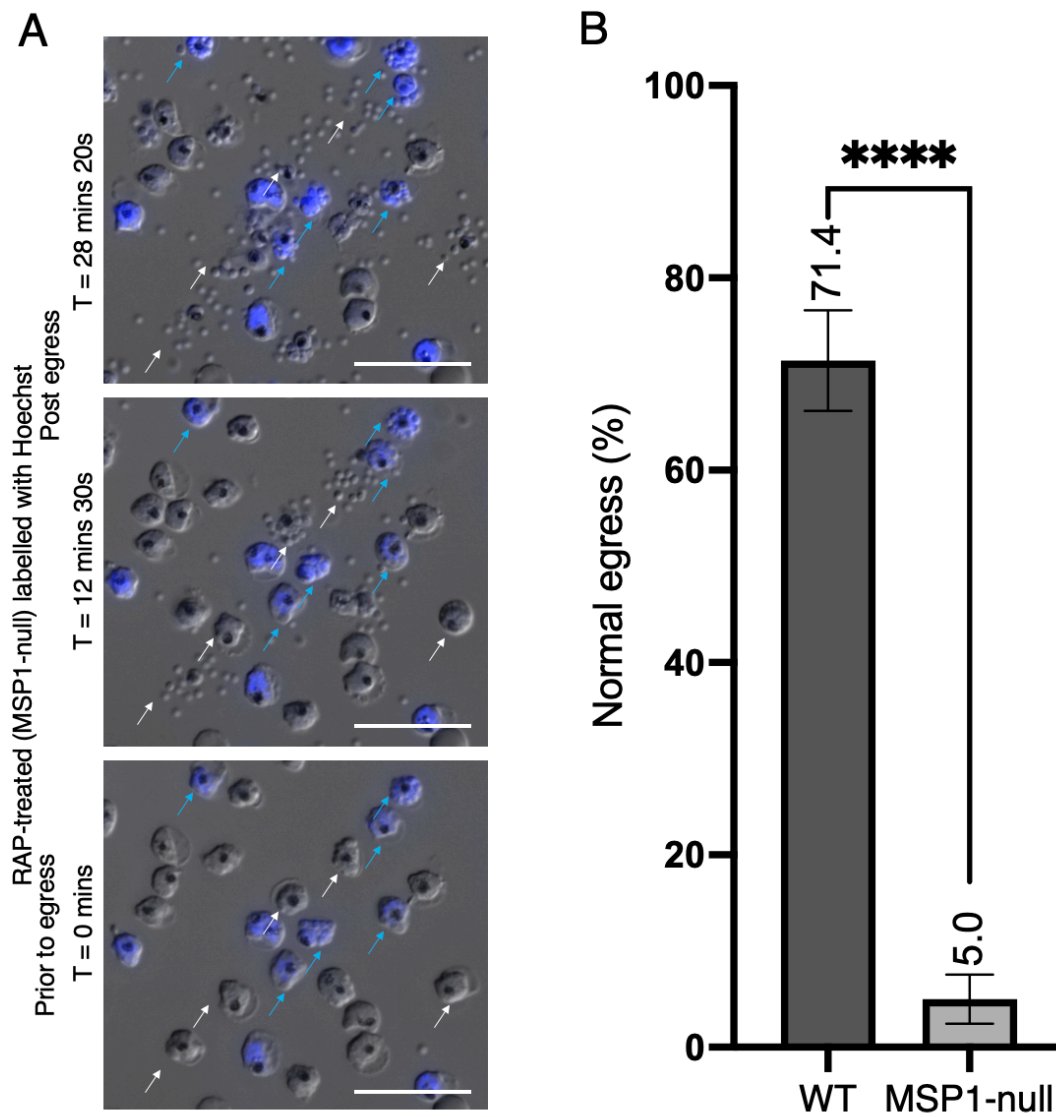 A
RAP-treated (MSP1-null) labelled with Hoechst
Post egress
T = 28 mins 20s
T = 12 mins 30s
Prior to egress
T = 0 mins
B
Normal egress (%)
100
80
60
40
20
0
****
71.4
5.0
WT
MSP1-null